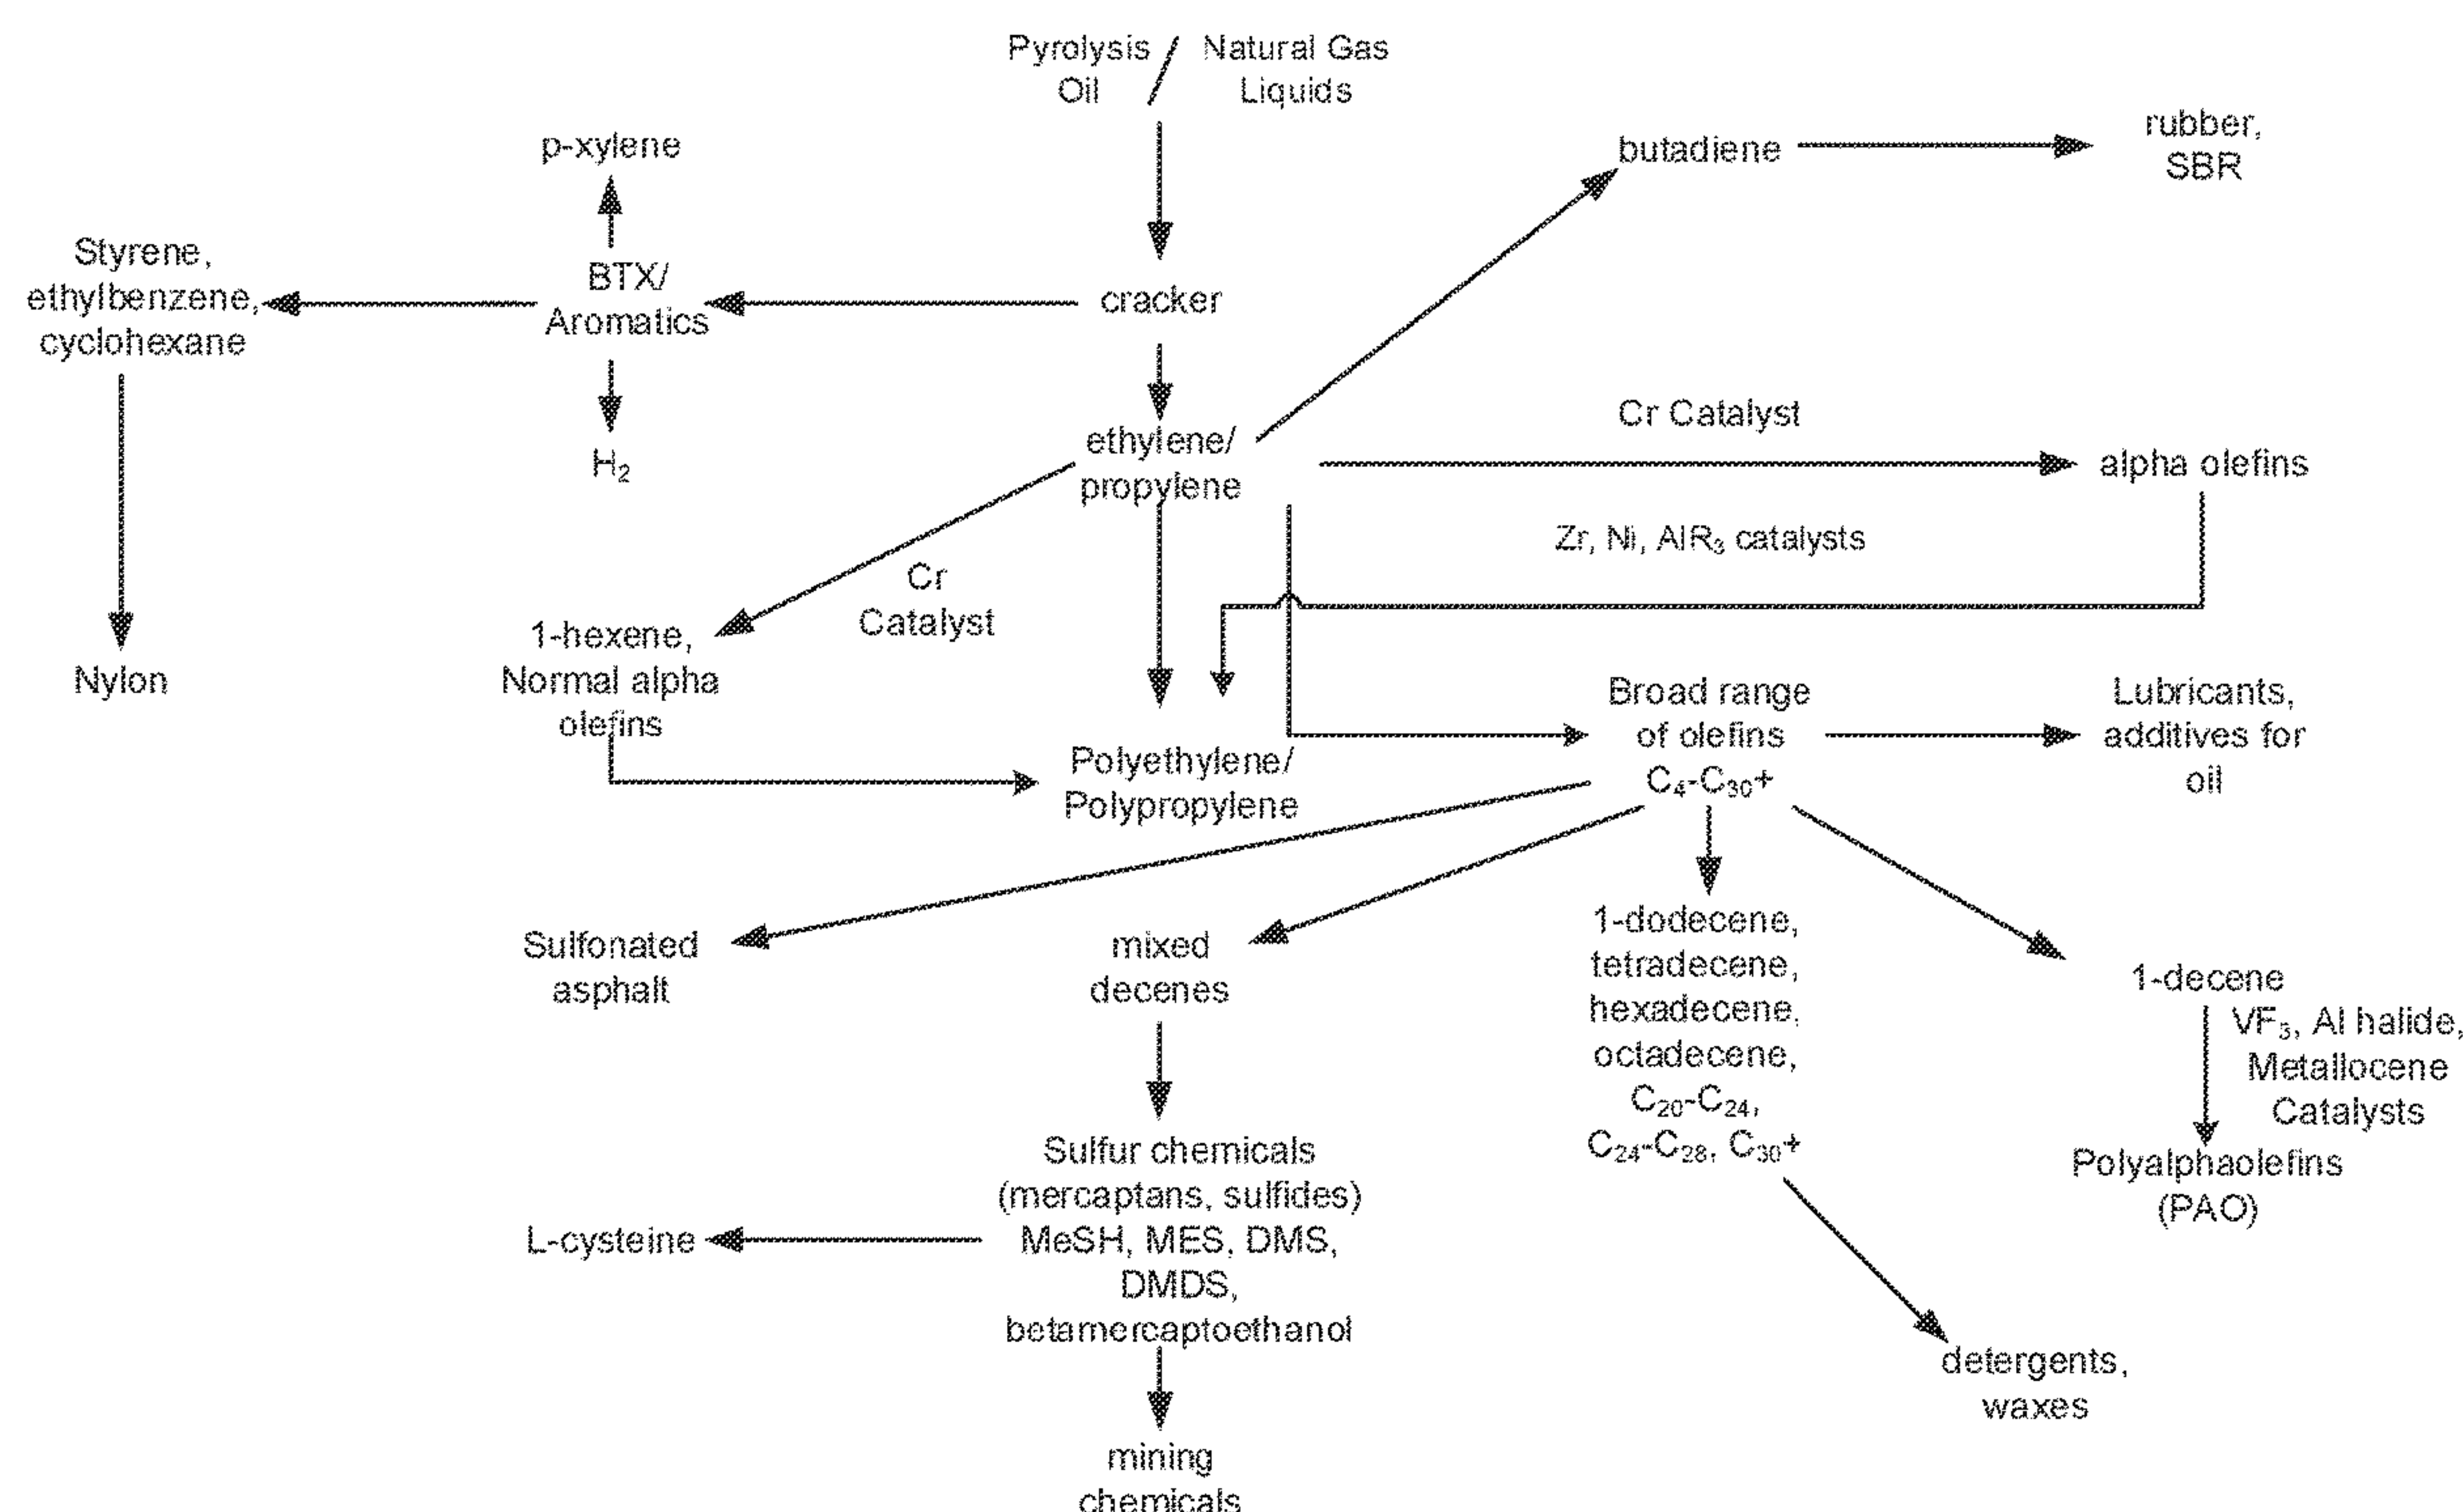 Pyrolysis
Oil
/
Natural Gas
Liquids
p-xylene
butadiene
rubber,
SBR
Styrene,
ethylbenzene,
cyclohexane
BTX/
Aromatics
cracker
H₂
ethylene/
propylene
Cr Catalyst
alpha olefins
Zr, Ni, AlR₃ catalysts
Cr
Catalyst
Nylon
1-hexene,
Normal alpha
olefins
Polyethylene/
Polypropylene
Broad range
of olefins
C₄-C₃₀+
Lubricants,
additives for
oil
Sulfonated
asphalt
mixed
decenes
1-dodecene,
tetradecene,
hexadecene,
octadecene,
C₂₀-C₂₄,
C₂₄-C₂₈, C₃₀+
1-decene
VF₃, Al halide,
Metallocene
Catalysts
Polyalphaolefins
(PAO)
Sulfur chemicals
(mercaptans, sulfides)
MeSH, MES, DMS,
DMDS,
betamercaptoethanol
L-cysteine
detergents,
waxes
mining
chemicals